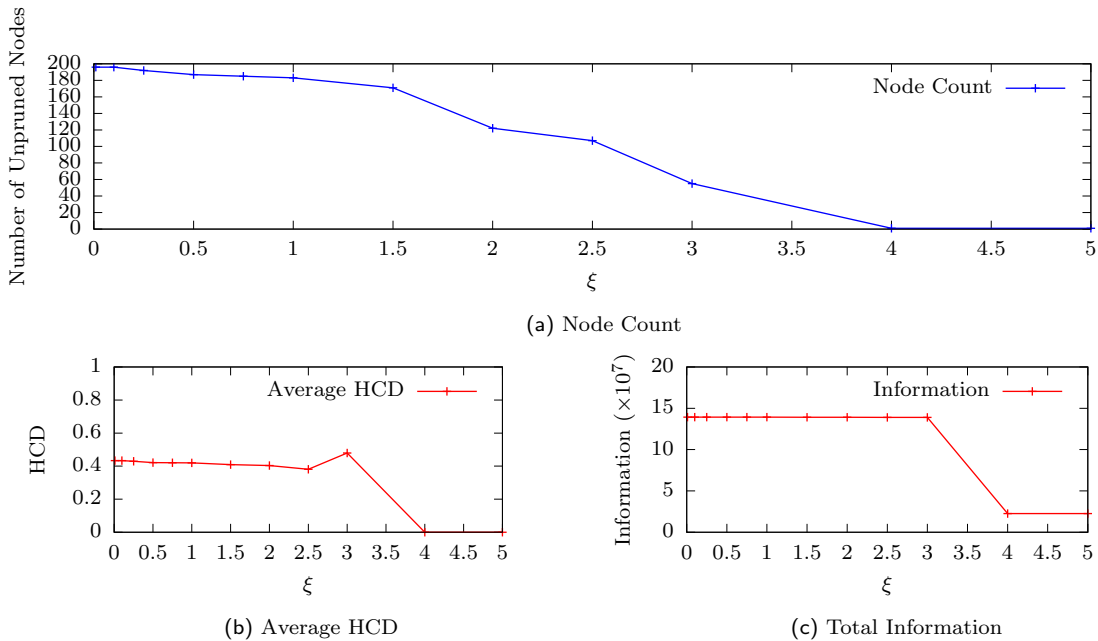 Number of Unpruned Nodes
200
180
160
140
120
100
80
60
40
20
0
0 0.5 1 1.5 2 2.5 3 3.5 4 4.5 5
Node Count
ξ
(a) Node Count
HCD
1
0.8
0.6
0.4
0.2
0
0 0.5 1 1.5 2 2.5 3 3.5 4 4.5 5
Average HCD
ξ
(b) Average HCD
Information (×10⁷)
20
15
10
5
0
0 0.5 1 1.5 2 2.5 3 3.5 4 4.5 5
Information
ξ
(c) Total Information